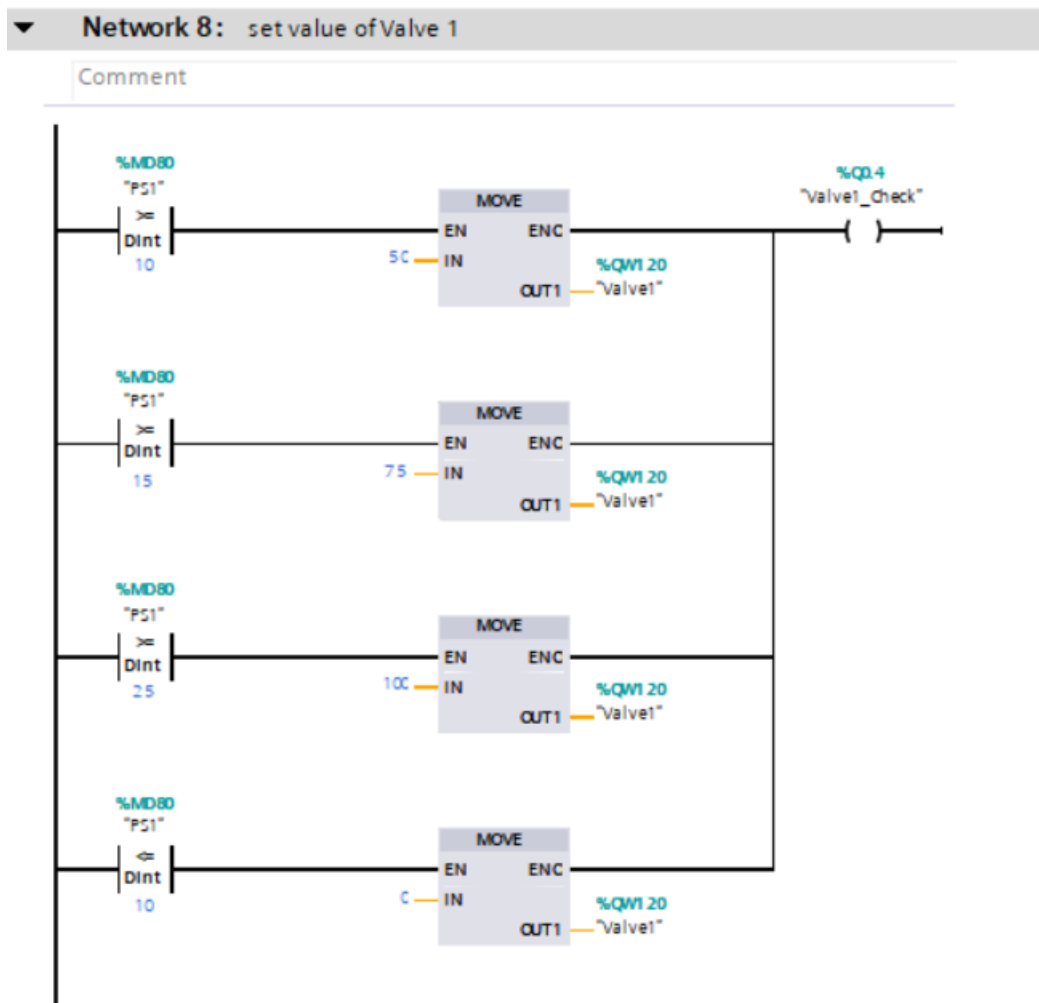 Network 8: set value of Valve 1
Comment
%MD80
"PS1"
>=
DInt
10
MOVE
EN ENO
50 IN
%QW120
OUT1 "Valve1"
%Q0.4
"Valve1_Check"
( )
%MD80
"PS1"
>=
DInt
15
MOVE
EN ENO
75 IN
%QW120
OUT1 "Valve1"
%MD80
"PS1"
>=
DInt
25
MOVE
EN ENO
100 IN
%QW120
OUT1 "Valve1"
%MD80
"PS1"
<=
DInt
10
MOVE
EN ENO
0 IN
%QW120
OUT1 "Valve1"